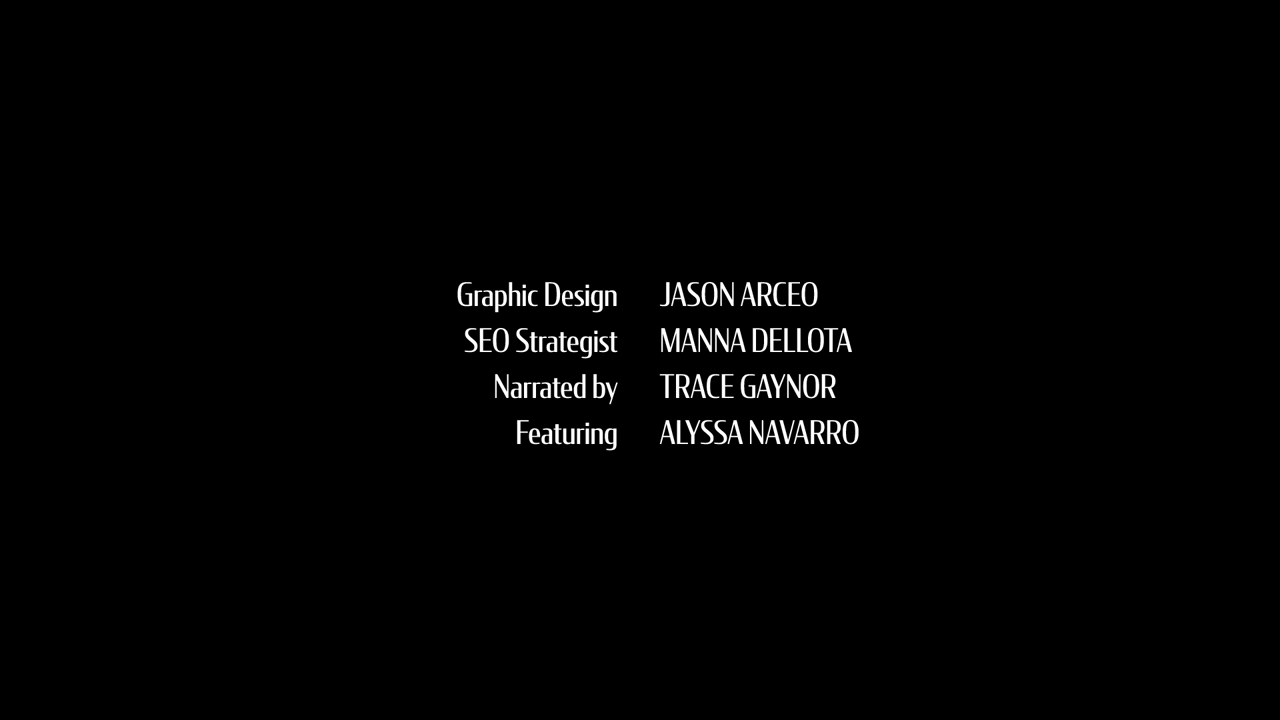 Graphic Design JASON ARCEO
SEO Strategist MANNA DELLOTA
Narrated by TRACE GAYNOR
Featuring ALYSSA NAVARRO